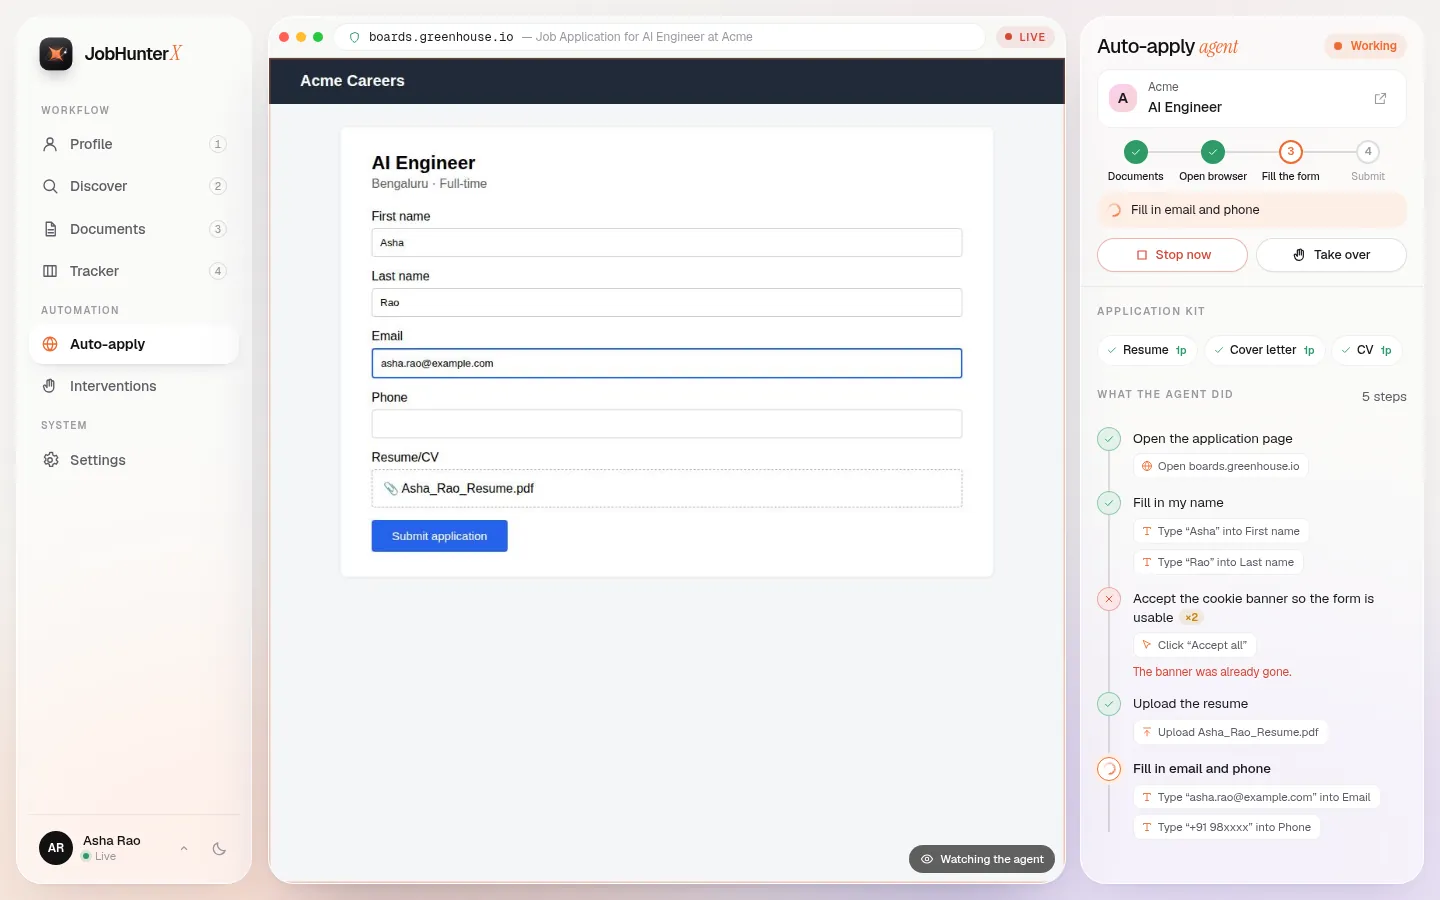 JobHunter X
WORKFLOW
Profile 1
Discover 2
Documents 3
Tracker 4
AUTOMATION
Auto-apply
Interventions
SYSTEM
Settings
AR
Asha Rao
Live
boards.greenhouse.io — Job Application for AI Engineer at Acme
LIVE
Acme Careers
AI Engineer
Bengaluru · Full-time
First name
Asha
Last name
Rao
Email
asha.rao@example.com
Phone
Resume/CV
Asha_Rao_Resume.pdf
Submit application
Watching the agent
Auto-apply agent
Working
A
Acme
AI Engineer
3 4
Documents Open browser Fill the form Submit
Fill in email and phone
Stop now Take over
APPLICATION KIT
Resume 1p Cover letter 1p CV 1p
WHAT THE AGENT DID 5 steps
Open the application page
Open boards.greenhouse.io
Fill in my name
Type “Asha” into First name
Type “Rao” into Last name
Accept the cookie banner so the form is
usable ×2
Click “Accept all”
The banner was already gone.
Upload the resume
Upload Asha_Rao_Resume.pdf
Fill in email and phone
Type “asha.rao@example.com” into Email
Type “+91 98xxxx” into Phone